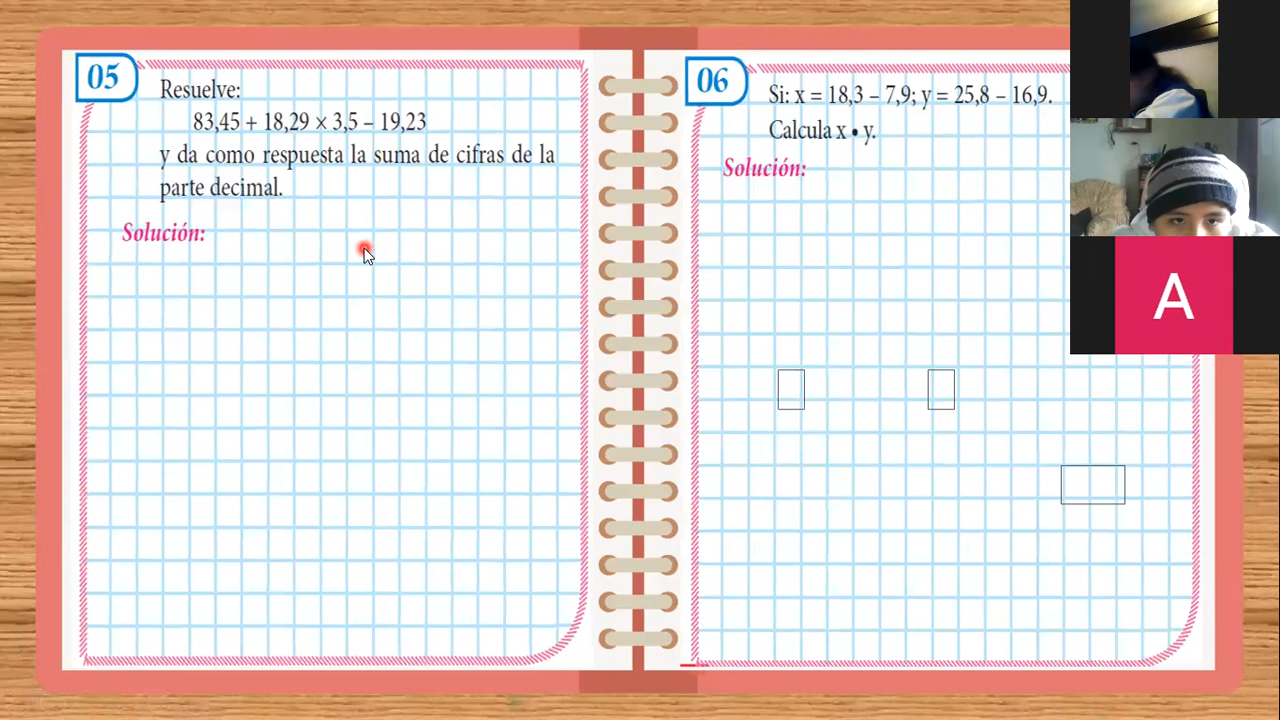 05
Resuelve:
83,45 + 18,29 × 3,5 – 19,23
y da como respuesta la suma de cifras de la
parte decimal.
Solución:
06
Si: x = 18,3 – 7,9; y = 25,8 – 16,9.
Calcula x • y.
Solución:
A